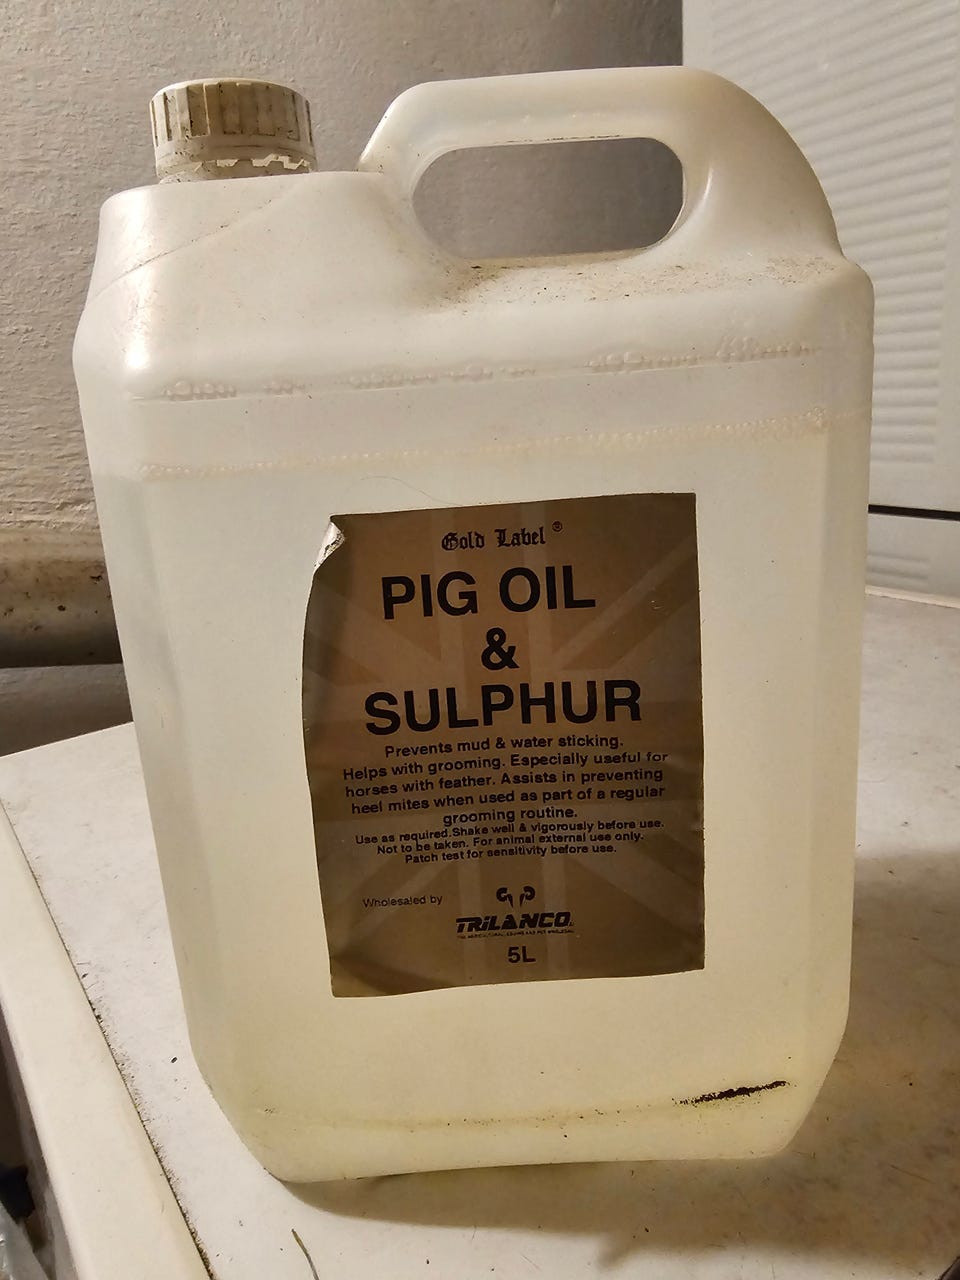 Gold Label ®
PIG OIL
&
SULPHUR
Prevents mud & water sticking.
Helps with grooming. Especially useful for
horses with feather. Assists in preventing
heel mites when used as part of a regular
grooming routine.
Use as required.Shake well & vigorously before use.
Not to be taken. For animal external use only.
Patch test for sensitivity before use.
Wholesaled by
TRILANCO
5L